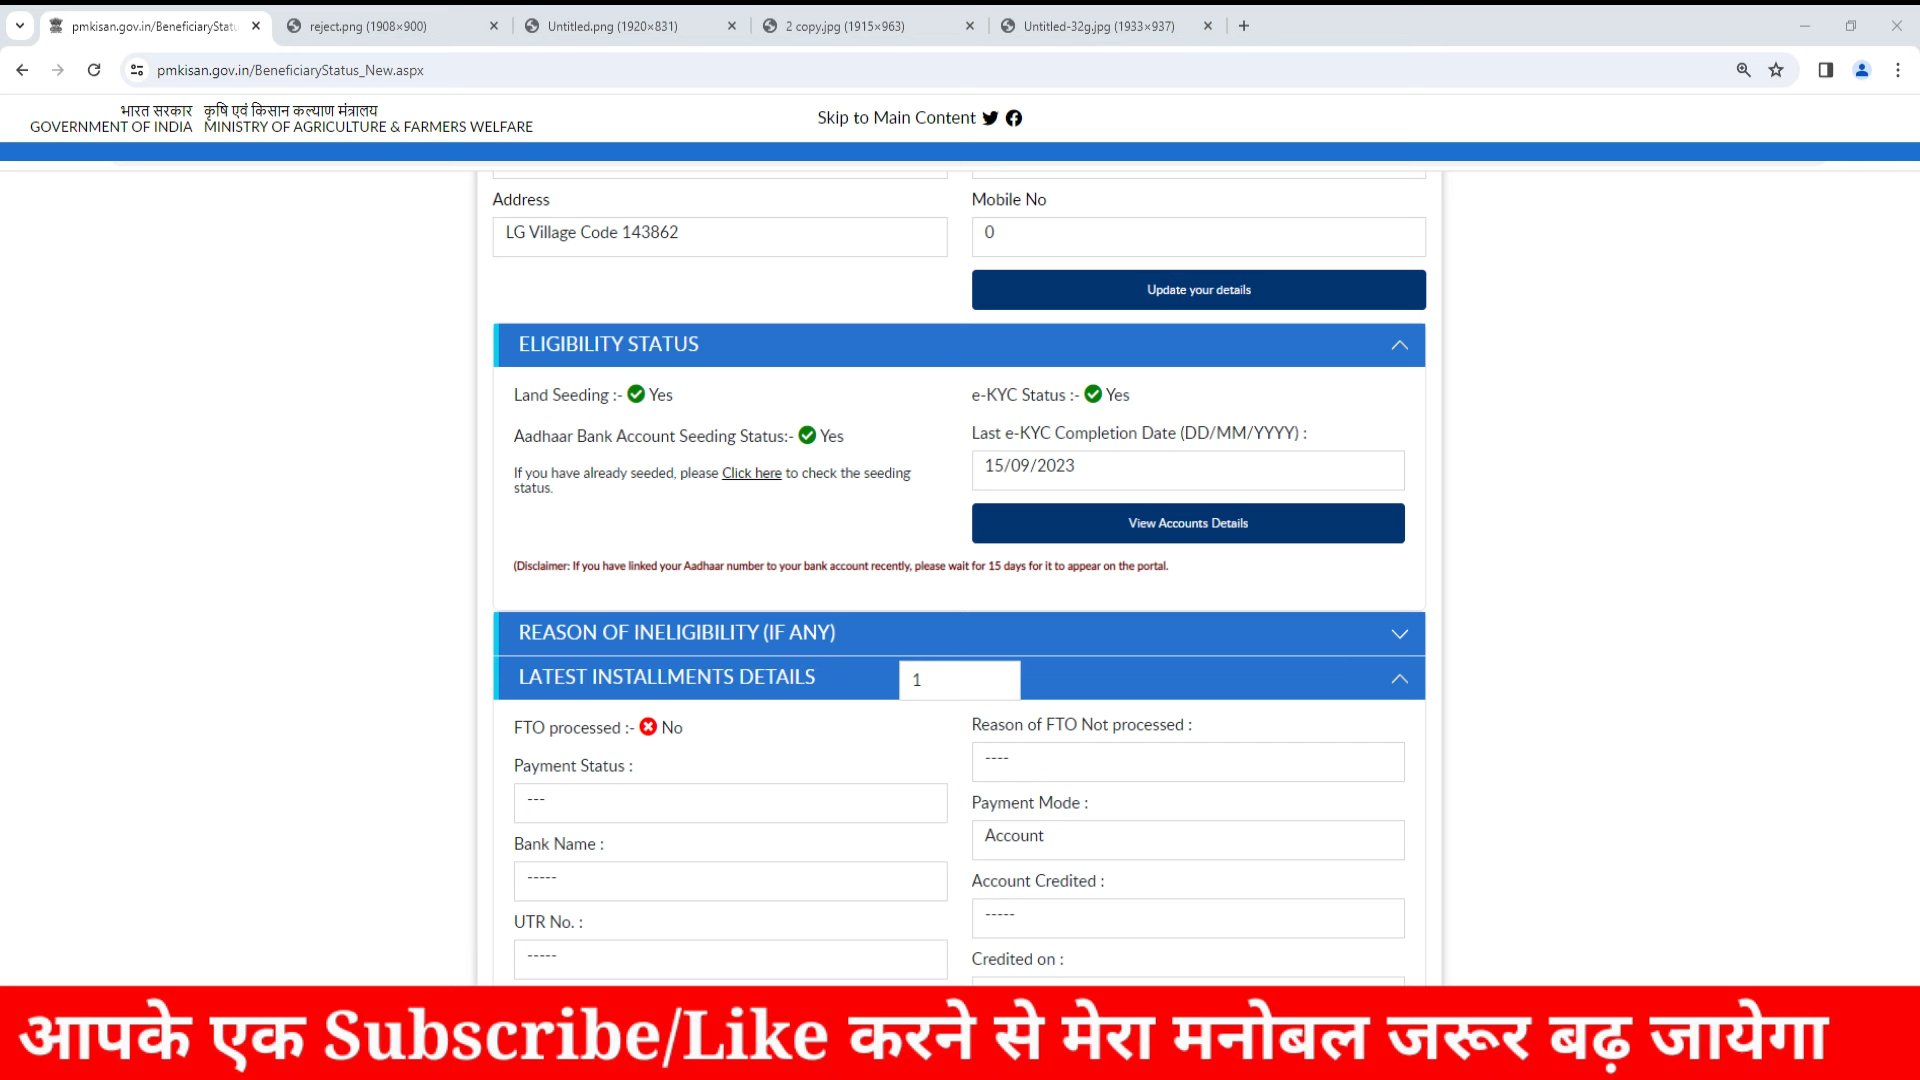 pmkisan.gov.in/BeneficiaryStatu
reject.png (1908×900)
Untitled.png (1920×831)
2 copy.jpg (1915×963)
Untitled-32g.jpg (1933×937)
pmkisan.gov.in/BeneficiaryStatus_New.aspx
भारत सरकार कृषि एवं किसान कल्याण मंत्रालय
GOVERNMENT OF INDIA MINISTRY OF AGRICULTURE & FARMERS WELFARE
Skip to Main Content
Address
Mobile No
LG Village Code 143862
0
Update your details
ELIGIBILITY STATUS
Land Seeding :- Yes
e-KYC Status :- Yes
Aadhaar Bank Account Seeding Status:- Yes
Last e-KYC Completion Date (DD/MM/YYYY) :
15/09/2023
If you have already seeded, please Click here to check the seeding
status.
View Accounts Details
(Disclaimer: If you have linked your Aadhaar number to your bank account recently, please wait for 15 days for it to appear on the portal.
REASON OF INELIGIBILITY (IF ANY)
LATEST INSTALLMENTS DETAILS 1
FTO processed :- No
Reason of FTO Not processed :
----
Payment Status :
---
Payment Mode :
Account
Bank Name :
-----
Account Credited :
-----
UTR No. :
-----
Credited on :
आपके एक Subscribe/Like करने से मेरा मनोबल जरूर बढ़ जायेगा